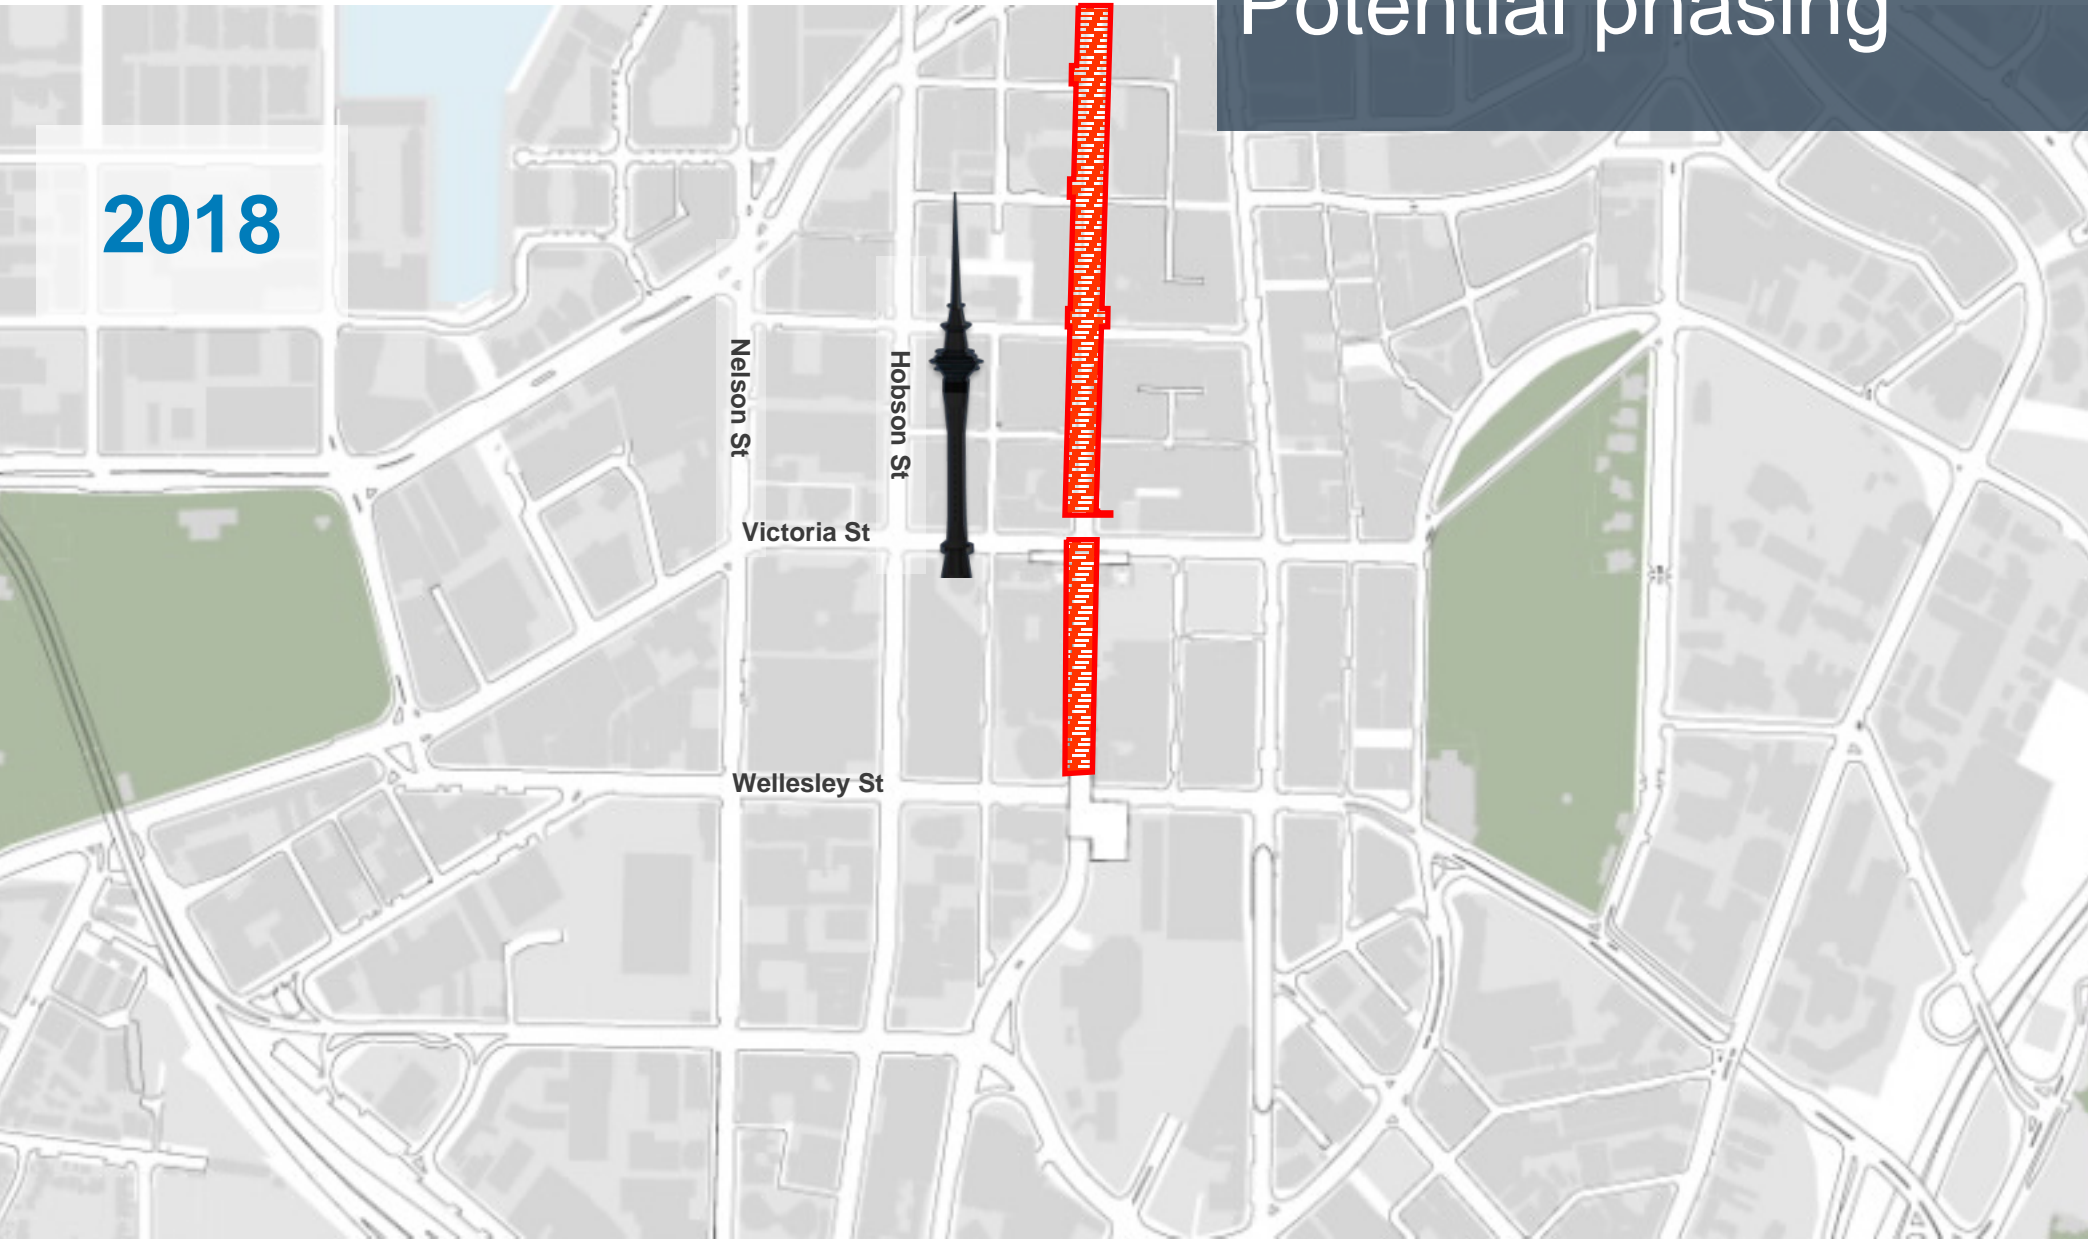 Potential phasing
2018
Nelson St
Hobson St
Victoria St
Wellesley St